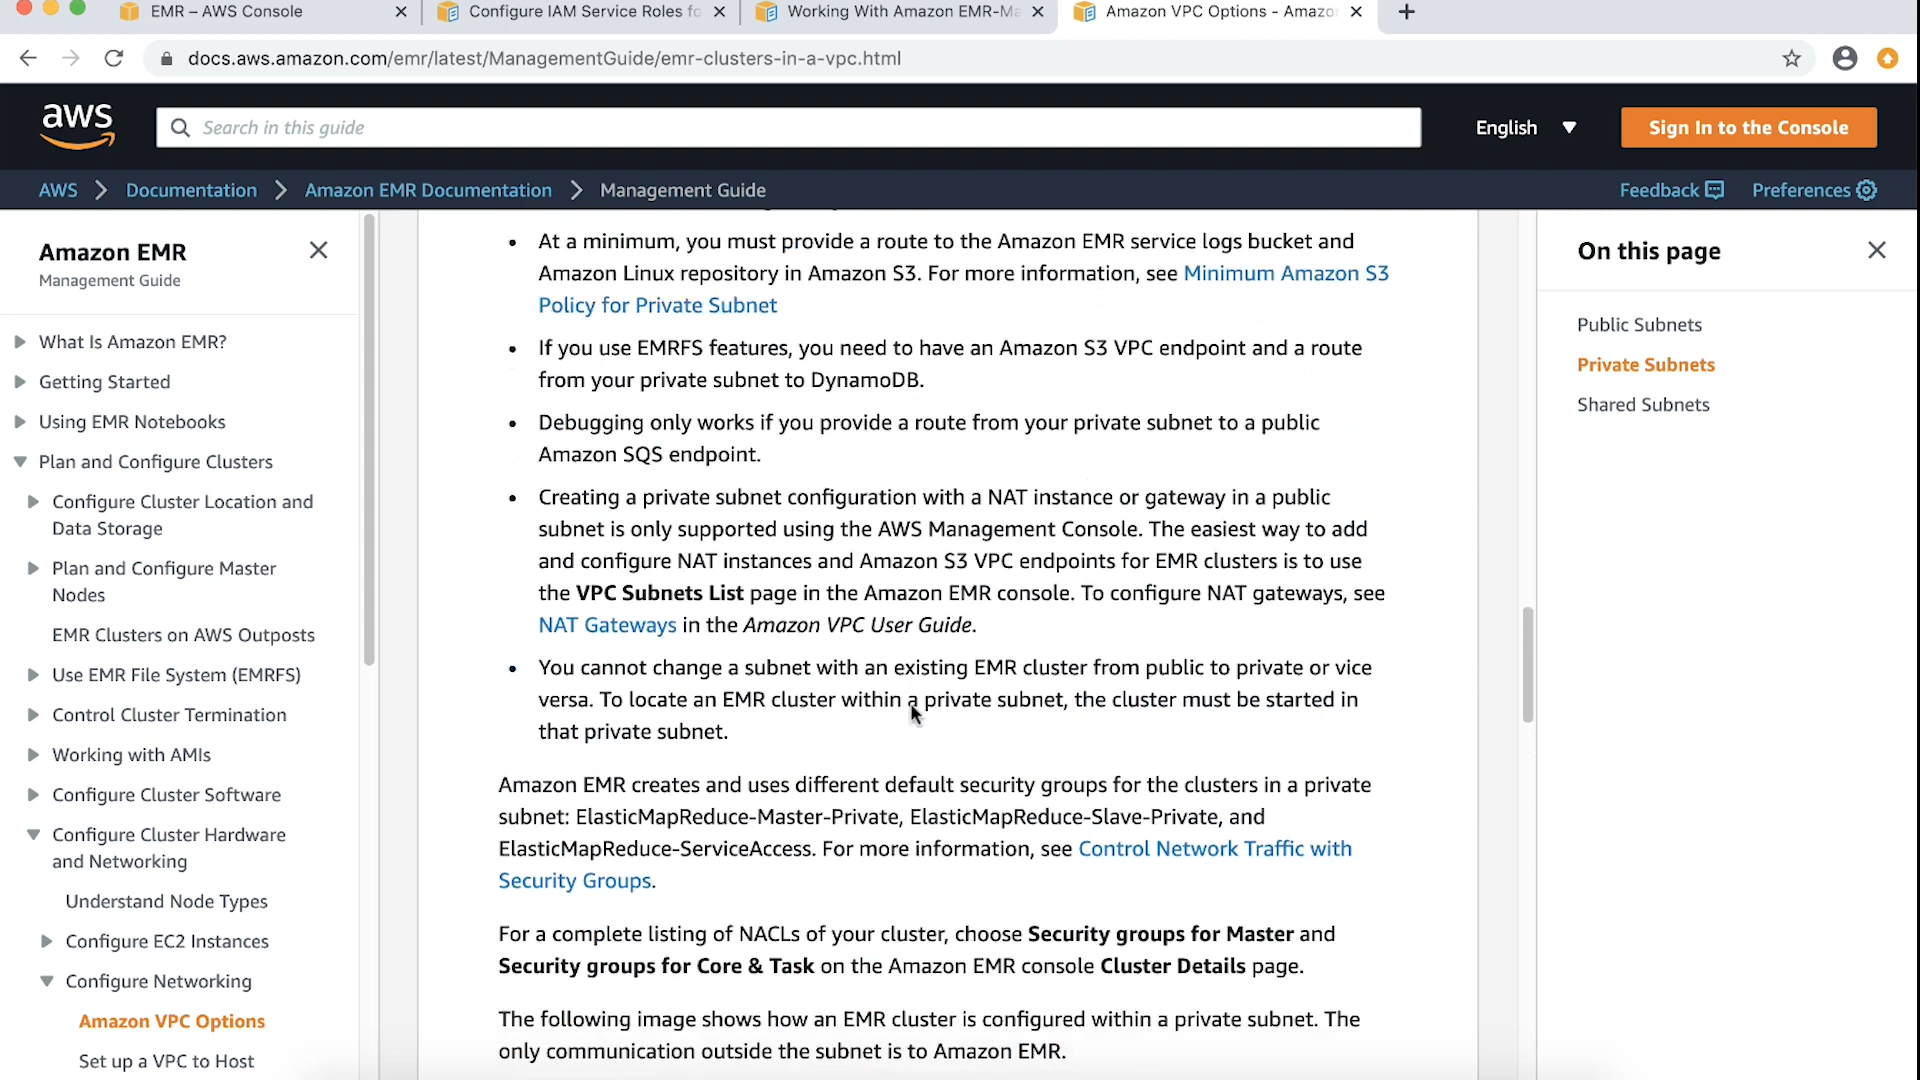 EMR – AWS Console
Configure IAM Service Roles fo
Working With Amazon EMR-Ma
Amazon VPC Options - Amazo
docs.aws.amazon.com/emr/latest/ManagementGuide/emr-clusters-in-a-vpc.html
aws
Search in this guide
English
Sign In to the Console
AWS
Documentation
Amazon EMR Documentation
Management Guide
Feedback
Preferences
Amazon EMR
Management Guide
What Is Amazon EMR?
Getting Started
Using EMR Notebooks
Plan and Configure Clusters
Configure Cluster Location and
Data Storage
Plan and Configure Master
Nodes
EMR Clusters on AWS Outposts
Use EMR File System (EMRFS)
Control Cluster Termination
Working with AMIs
Configure Cluster Software
Configure Cluster Hardware
and Networking
Understand Node Types
Configure EC2 Instances
Configure Networking
Amazon VPC Options
Set up a VPC to Host
• At a minimum, you must provide a route to the Amazon EMR service logs bucket and
Amazon Linux repository in Amazon S3. For more information, see Minimum Amazon S3
Policy for Private Subnet
• If you use EMRFS features, you need to have an Amazon S3 VPC endpoint and a route
from your private subnet to DynamoDB.
• Debugging only works if you provide a route from your private subnet to a public
Amazon SQS endpoint.
• Creating a private subnet configuration with a NAT instance or gateway in a public
subnet is only supported using the AWS Management Console. The easiest way to add
and configure NAT instances and Amazon S3 VPC endpoints for EMR clusters is to use
the VPC Subnets List page in the Amazon EMR console. To configure NAT gateways, see
NAT Gateways in the Amazon VPC User Guide.
• You cannot change a subnet with an existing EMR cluster from public to private or vice
versa. To locate an EMR cluster within a private subnet, the cluster must be started in
that private subnet.
Amazon EMR creates and uses different default security groups for the clusters in a private
subnet: ElasticMapReduce-Master-Private, ElasticMapReduce-Slave-Private, and
ElasticMapReduce-ServiceAccess. For more information, see Control Network Traffic with
Security Groups.
For a complete listing of NACLs of your cluster, choose Security groups for Master and
Security groups for Core & Task on the Amazon EMR console Cluster Details page.
The following image shows how an EMR cluster is configured within a private subnet. The
only communication outside the subnet is to Amazon EMR.
On this page
Public Subnets
Private Subnets
Shared Subnets